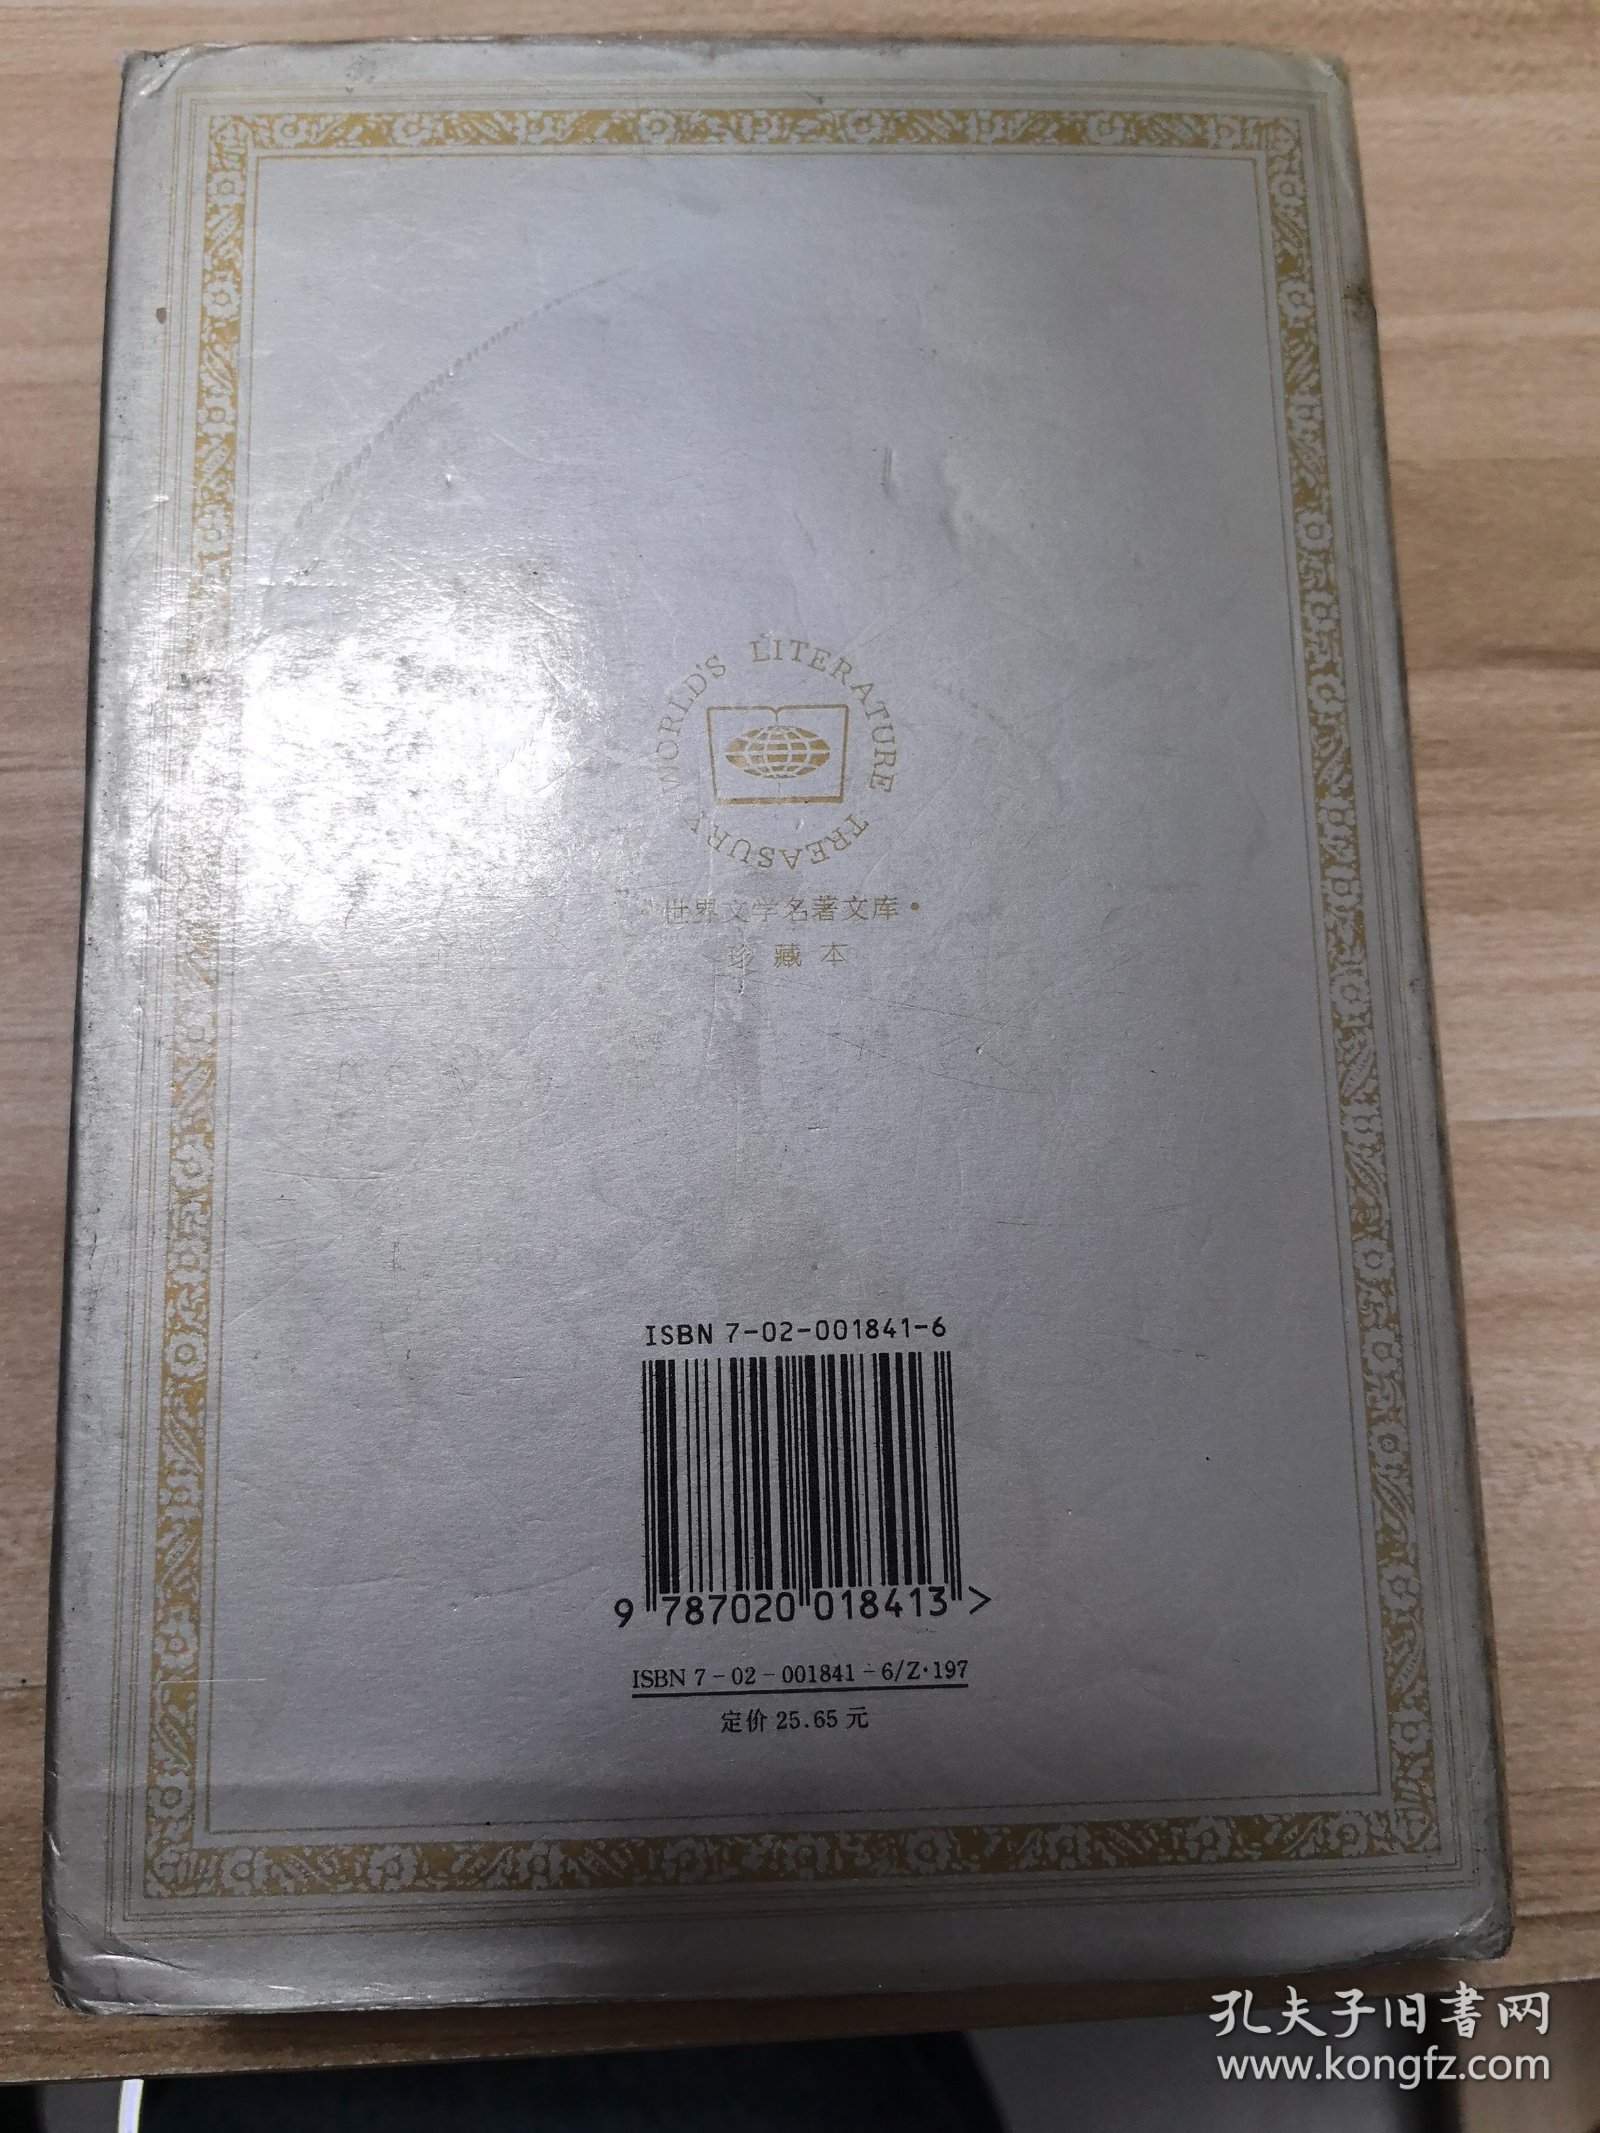 WORLD'S LITERATURE TREASURY
·世界文学名著文库·
珍藏本
ISBN 7-02-001841-6
9 787020 018413 >
ISBN 7-02-001841-6/Z·197
定价 25.65 元
孔夫子旧书网
www.kongfz.com